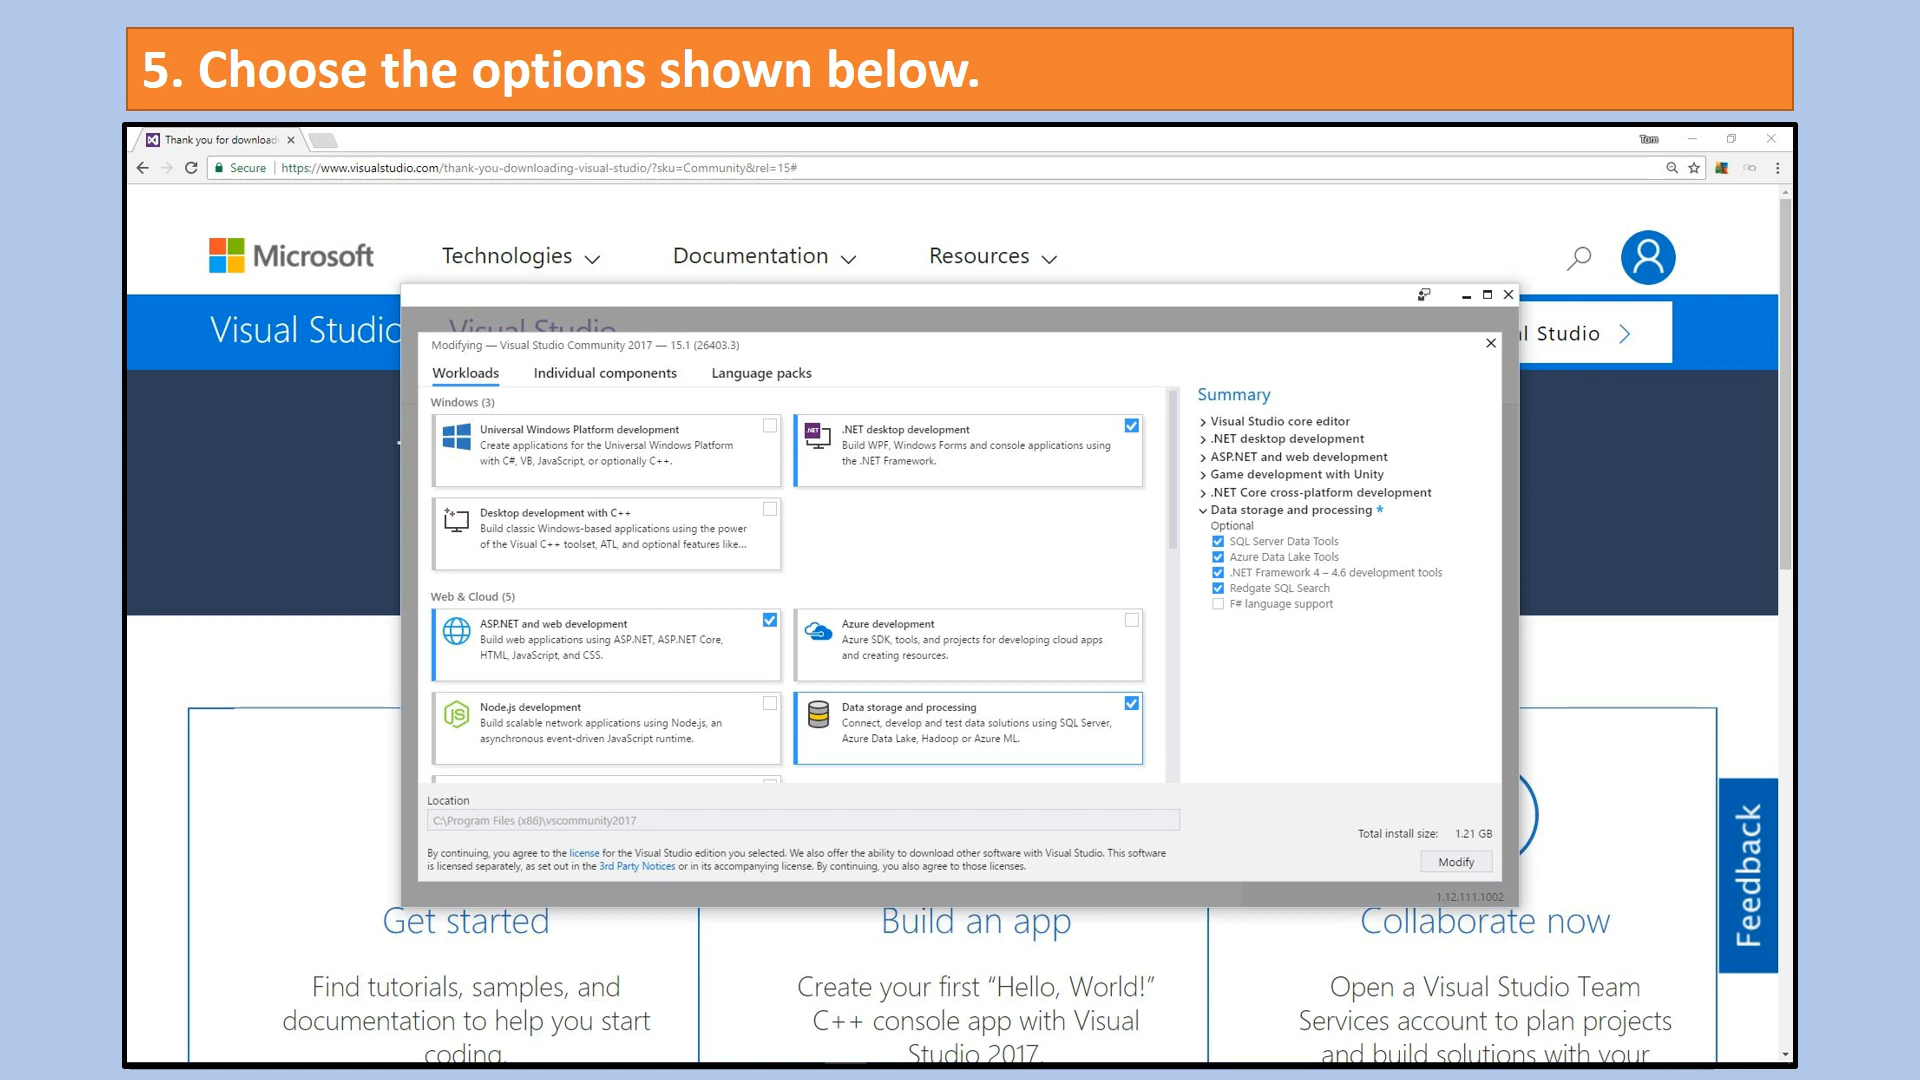 5. Choose the options shown below.
Thank you for downloadi
Tom
Secure
https://www.visualstudio.com/thank-you-downloading-visual-studio/?sku=Community&rel=15#
Microsoft
Technologies
Documentation
Resources
Visual Studio
Visual Studio
al Studio
Modifying — Visual Studio Community 2017 — 15.1 (26403.3)
Workloads
Individual components
Language packs
Windows (3)
Universal Windows Platform development
Create applications for the Universal Windows Platform
with C#, VB, JavaScript, or optionally C++.
.NET
.NET desktop development
Build WPF, Windows Forms and console applications using
the .NET Framework.
Desktop development with C++
Build classic Windows-based applications using the power
of the Visual C++ toolset, ATL, and optional features like...
Web & Cloud (5)
ASP.NET and web development
Build web applications using ASP.NET, ASP.NET Core,
HTML, JavaScript, and CSS.
Azure development
Azure SDK, tools, and projects for developing cloud apps
and creating resources.
JS
Node.js development
Build scalable network applications using Node.js, an
asynchronous event-driven JavaScript runtime.
Data storage and processing
Connect, develop and test data solutions using SQL Server,
Azure Data Lake, Hadoop or Azure ML.
Summary
Visual Studio core editor
.NET desktop development
ASP.NET and web development
Game development with Unity
.NET Core cross-platform development
Data storage and processing *
Optional
SQL Server Data Tools
Azure Data Lake Tools
.NET Framework 4 – 4.6 development tools
Redgate SQL Search
F# language support
Location
C:\Program Files (x86)\vscommunity2017
By continuing, you agree to the license for the Visual Studio edition you selected. We also offer the ability to download other software with Visual Studio. This software
is licensed separately, as set out in the 3rd Party Notices or in its accompanying license. By continuing, you also agree to those licenses.
Total install size: 1.21 GB
Modify
1.12.111.1002
Feedback
Get started
Find tutorials, samples, and
documentation to help you start
coding.
Build an app
Create your first “Hello, World!”
C++ console app with Visual
Studio 2017.
Collaborate now
Open a Visual Studio Team
Services account to plan projects
and build solutions with your